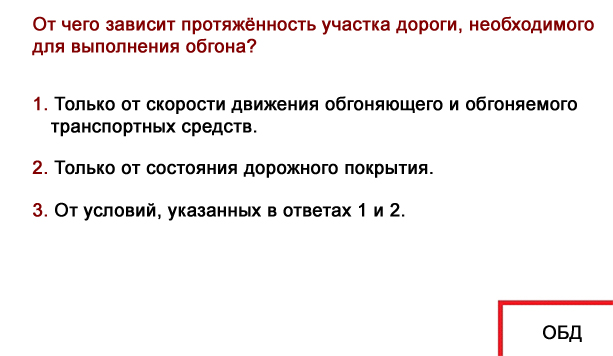 От чего зависит протяжённость участка дороги, необходимого
для выполнения обгона?
1. Только от скорости движения обгоняющего и обгоняемого
транспортных средств.
2. Только от состояния дорожного покрытия.
3. От условий, указанных в ответах 1 и 2.
ОБД